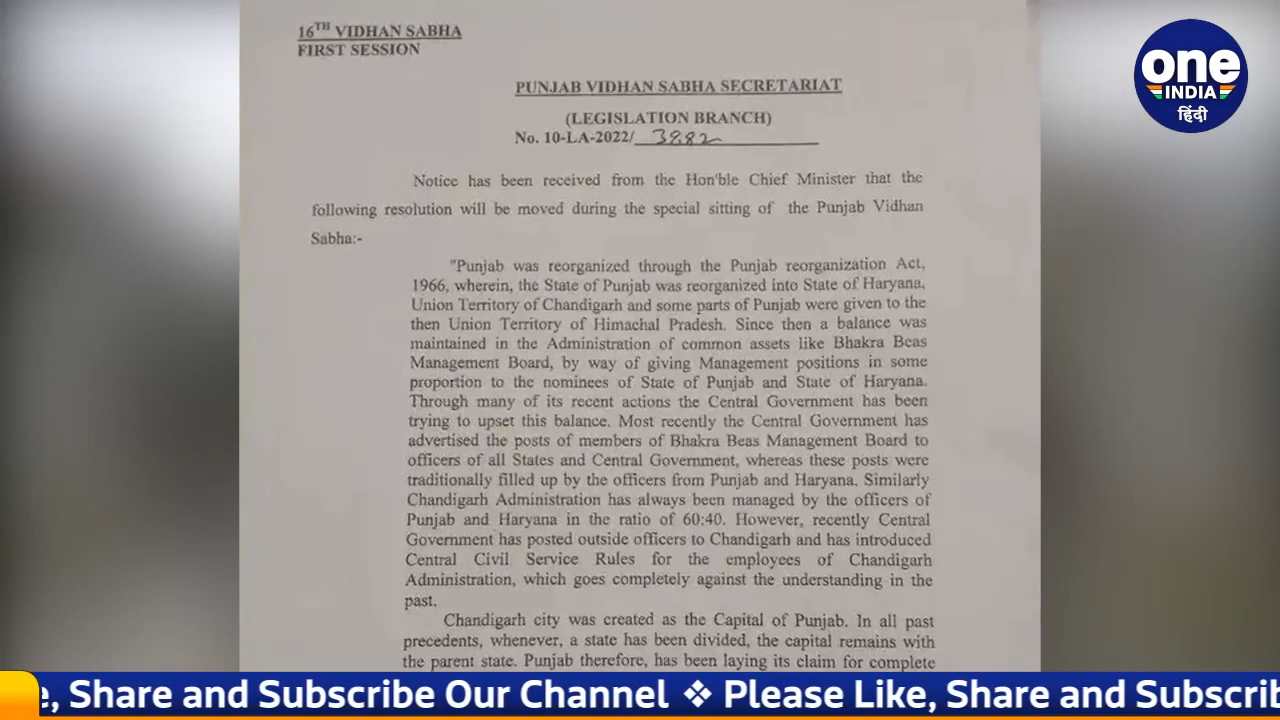 16TH VIDHAN SABHA
FIRST SESSION
one
INDIA
हिंदी
PUNJAB VIDHAN SABHA SECRETARIAT
(LEGISLATION BRANCH)
No. 10-LA-2022/ 3882
Notice has been received from the Hon'ble Chief Minister that the
following resolution will be moved during the special sitting of the Punjab Vidhan
Sabha:-
"Punjab was reorganized through the Punjab reorganization Act,
1966, wherein, the State of Punjab was reorganized into State of Haryana,
Union Territory of Chandigarh and some parts of Punjab were given to the
then Union Territory of Himachal Pradesh. Since then a balance was
maintained in the Administration of common assets like Bhakra Beas
Management Board, by way of giving Management positions in some
proportion to the nominees of State of Punjab and State of Haryana.
Through many of its recent actions the Central Government has been
trying to upset this balance. Most recently the Central Government has
advertised the posts of members of Bhakra Beas Management Board to
officers of all States and Central Government, whereas these posts were
traditionally filled up by the officers from Punjab and Haryana. Similarly
Chandigarh Administration has always been managed by the officers of
Punjab and Haryana in the ratio of 60:40. However, recently Central
Government has posted outside officers to Chandigarh and has introduced
Central Civil Service Rules for the employees of Chandigarh
Administration, which goes completely against the understanding in the
past.
Chandigarh city was created as the Capital of Punjab. In all past
precedents, whenever, a state has been divided, the capital remains with
the parent state. Punjab therefore, has been laying its claim for complete
e, Share and Subscribe Our Channel ❖ Please Like, Share and Subscrib